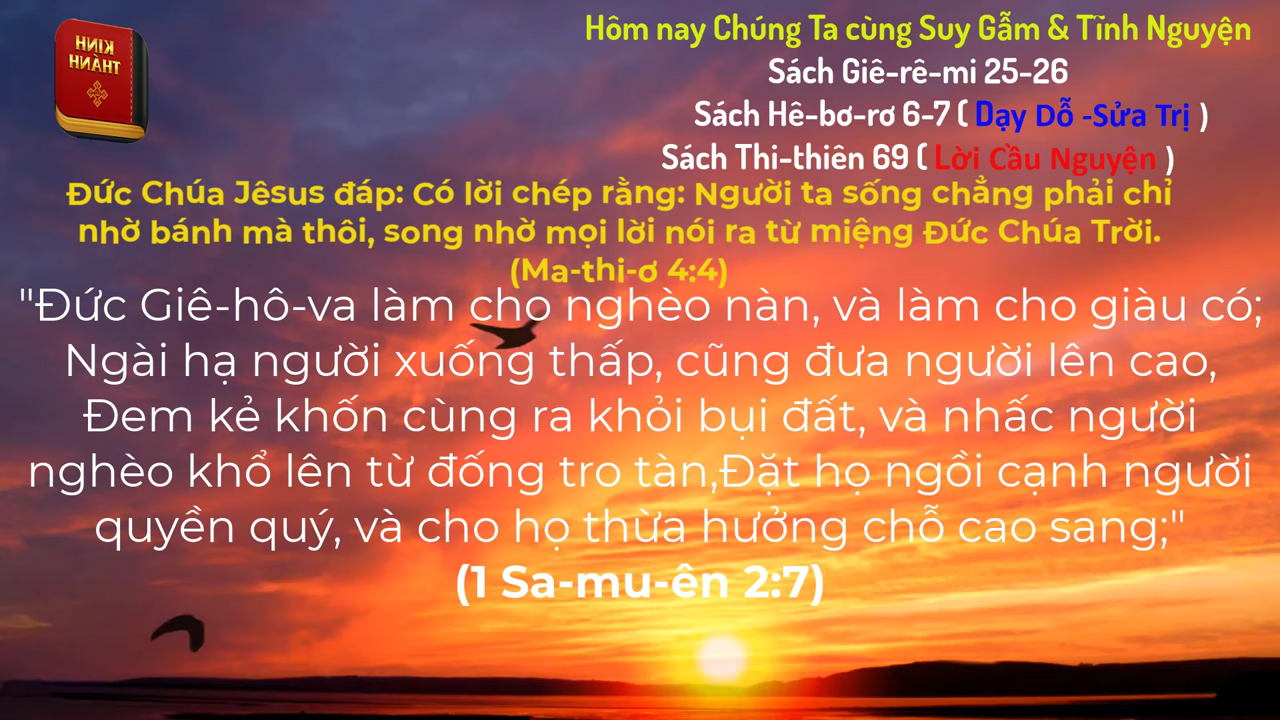 KINH
THÁNH
Hôm nay Chúng Ta cùng Suy Gẫm & Tĩnh Nguyện
Sách Giê-rê-mi 25-26
Sách Hê-bơ-rơ 6-7 ( Dạy Dỗ -Sửa Trị )
Sách Thi-thiên 69 ( Lời Cầu Nguyện )
Đức Chúa Jêsus đáp: Có lời chép rằng: Người ta sống chẳng phải chỉ
nhờ bánh mà thôi, song nhờ mọi lời nói ra từ miệng Đức Chúa Trời.
(Ma-thi-ơ 4:4)
"Đức Giê-hô-va làm cho nghèo nàn, và làm cho giàu có;
Ngài hạ người xuống thấp, cũng đưa người lên cao,
Đem kẻ khốn cùng ra khỏi bụi đất, và nhấc người
nghèo khổ lên từ đống tro tàn,Đặt họ ngồi cạnh người
quyền quý, và cho họ thừa hưởng chỗ cao sang;"
(1 Sa-mu-ên 2:7)